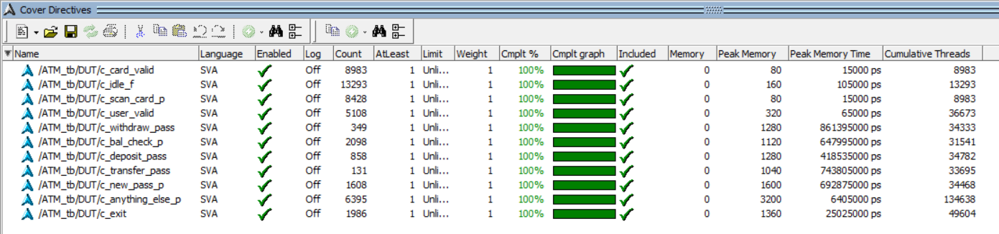 Cover Directives
Name Language Enabled Log Count AtLeast Limit Weight Cmplt % Cmplt graph Included Memory Peak Memory Peak Memory Time Cumulative Threads
/ATM_tb/DUT/c_card_valid SVA Off 8983 1 Unli... 1 100% 0 80 15000 ps 8983
/ATM_tb/DUT/c_idle_f SVA Off 13293 1 Unli... 1 100% 0 160 105000 ps 13293
/ATM_tb/DUT/c_scan_card_p SVA Off 8428 1 Unli... 1 100% 0 80 15000 ps 8983
/ATM_tb/DUT/c_user_valid SVA Off 5108 1 Unli... 1 100% 0 320 65000 ps 36673
/ATM_tb/DUT/c_withdraw_pass SVA Off 349 1 Unli... 1 100% 0 1280 861395000 ps 34333
/ATM_tb/DUT/c_bal_check_p SVA Off 2098 1 Unli... 1 100% 0 1120 647995000 ps 31541
/ATM_tb/DUT/c_deposit_pass SVA Off 858 1 Unli... 1 100% 0 1280 418535000 ps 34782
/ATM_tb/DUT/c_transfer_pass SVA Off 131 1 Unli... 1 100% 0 1040 743805000 ps 33695
/ATM_tb/DUT/c_new_pass_p SVA Off 1608 1 Unli... 1 100% 0 1600 692875000 ps 34468
/ATM_tb/DUT/c_anything_else_p SVA Off 6395 1 Unli... 1 100% 0 3200 6405000 ps 134638
/ATM_tb/DUT/c_exit SVA Off 1986 1 Unli... 1 100% 0 1360 25025000 ps 49604